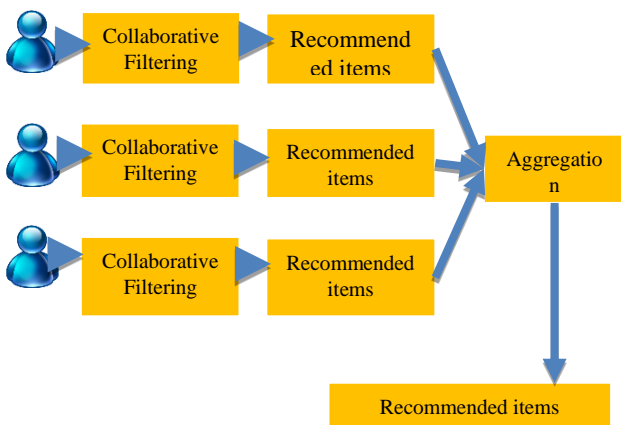 Collaborative
Filtering
Recommend
ed items
Collaborative
Filtering
Recommended
items
Aggregatio
n
Collaborative
Filtering
Recommended
items
Recommended items